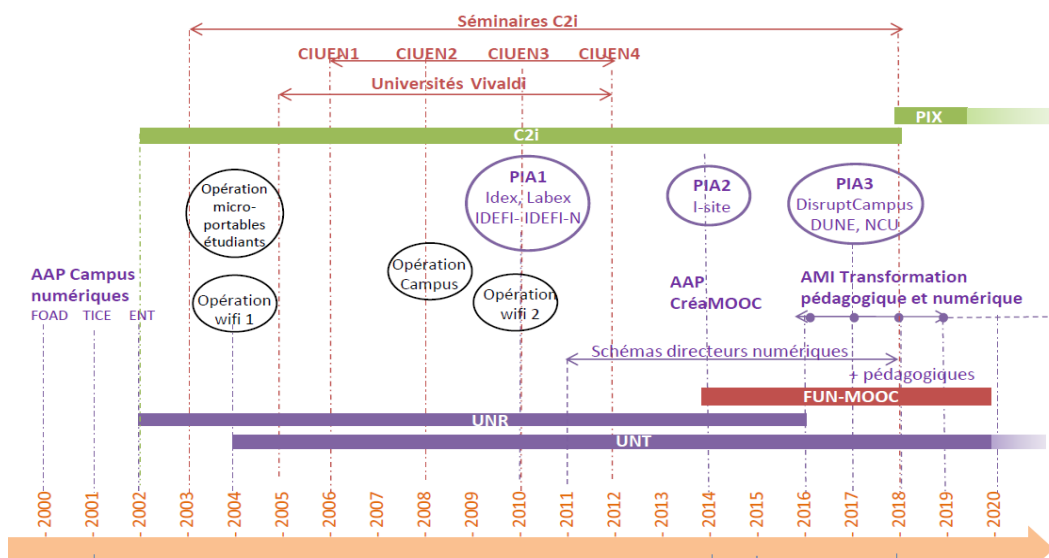 Séminaires C2i
CIUEN1 CIUEN2 CIUEN3 CIUEN4
Universités Vivaldi
PIX
C2i
Opération
micro-
portables
étudiants
PIA1
Idex, Labex
IDEFI- IDEFI-N
PIA2
I-site
PIA3
DisruptCampus
DUNE, NCU
Opération
Campus
AAP Campus
numériques
FOAD TICE ENT
Opération
wifi 1
Opération
wifi 2
AAP
CréaMOOC
AMI Transformation
pédagogique et numérique
Schémas directeurs numériques
+ pédagogiques
FUN-MOOC
UNR
UNT
2000 2001 2002 2003 2004 2005 2006 2007 2008 2009 2010 2011 2012 2013 2014 2015 2016 2017 2018 2019 2020